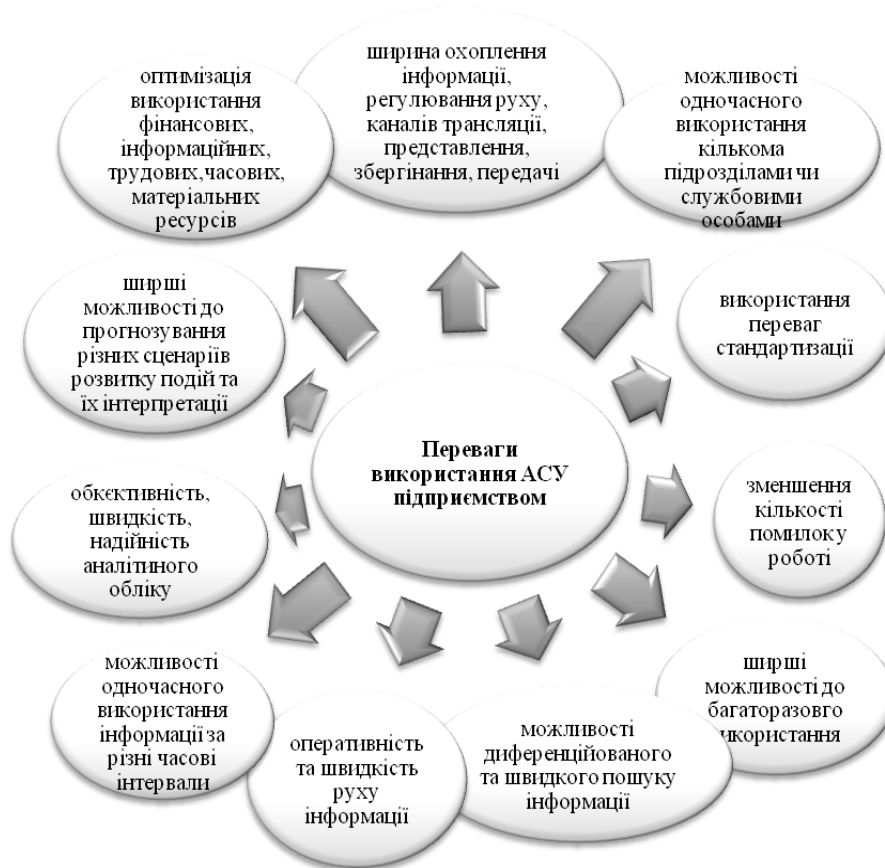 ширина охоплення
інформації,
регулювання руху,
каналів трансляції,
представлення,
збергінання, передачі
можливості
одночасного
використання
кількома
підрозділами чи
службовими
особами
використання
переваг
стандартизації
зменшення
кількості
помилок у
роботі
ширші
можливості до
багаторазовго
використання
можливості
диференційованого
та швидкого пошуку
інформації
оперативність
та швидкість
руху
інформації
можливості
одночасного
використання
інформації за
різні часові
інтервали
обкєктивність,
швидкість,
надійність
аналітиного
обліку
ширші
можливості до
прогнозування
різних сценаріїв
розвитку подій та
їх інтерпретації
оптимізація
використання
фінансових,
інформаційних,
трудових,часових,
матеріальних
ресурсів
Переваги
використання АСУ
підприємством